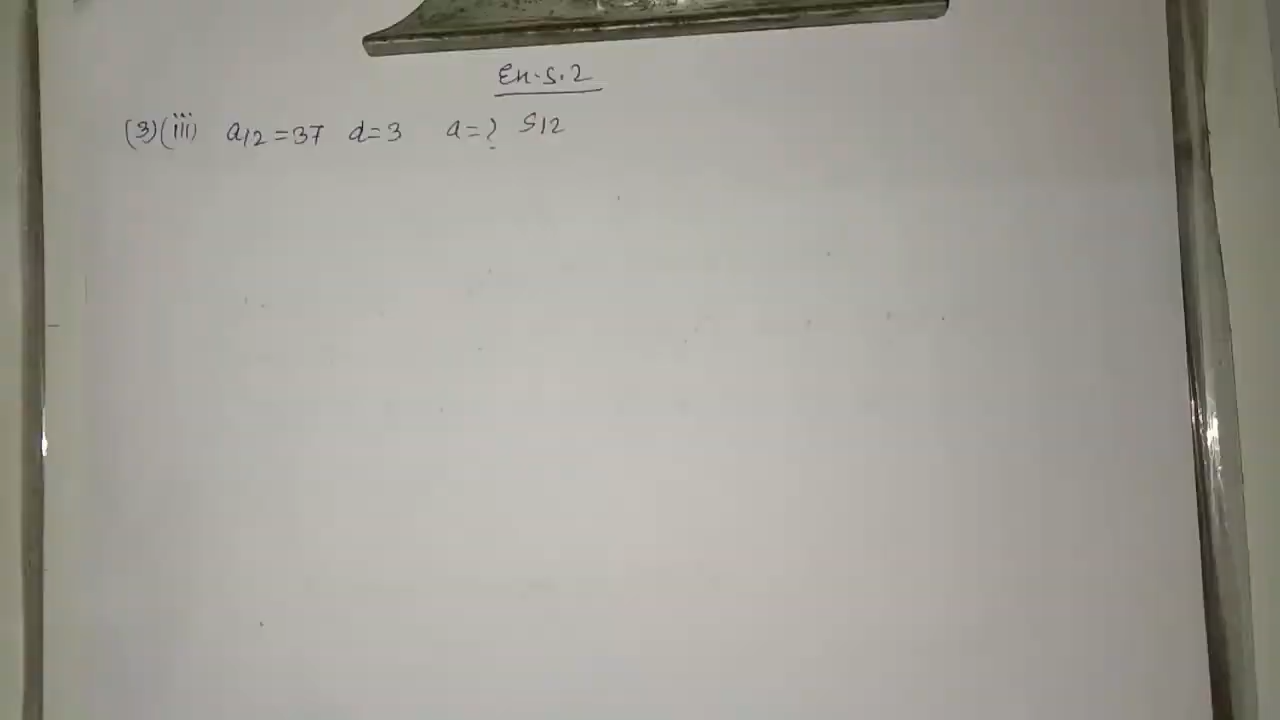 Ex-5.2
(3)(iii) a12 = 37 d=3 a=? S12